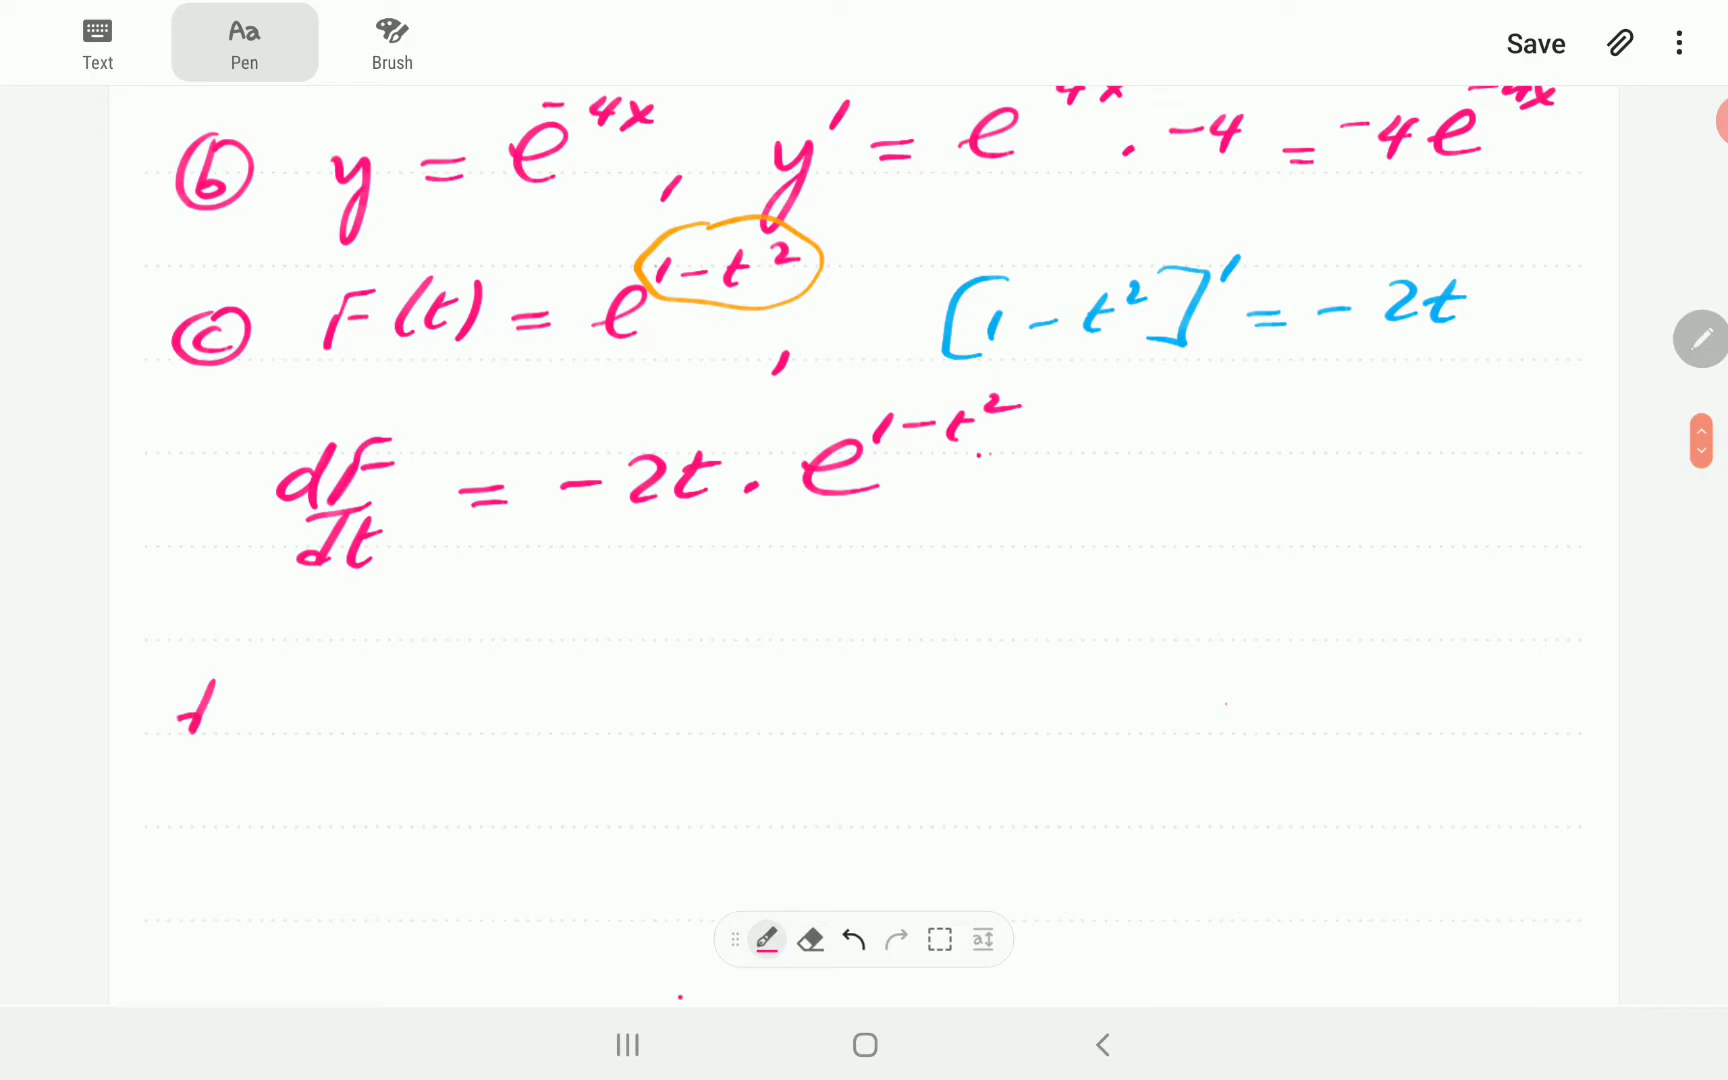 Text
Aa
Pen
Brush
Save
b y = e^-4x, y' = e^-4x . -4 = -4e^-4x
c F(t) = e^1-t², [1-t²]' = -2t
dF/dt = -2t . e^1-t²